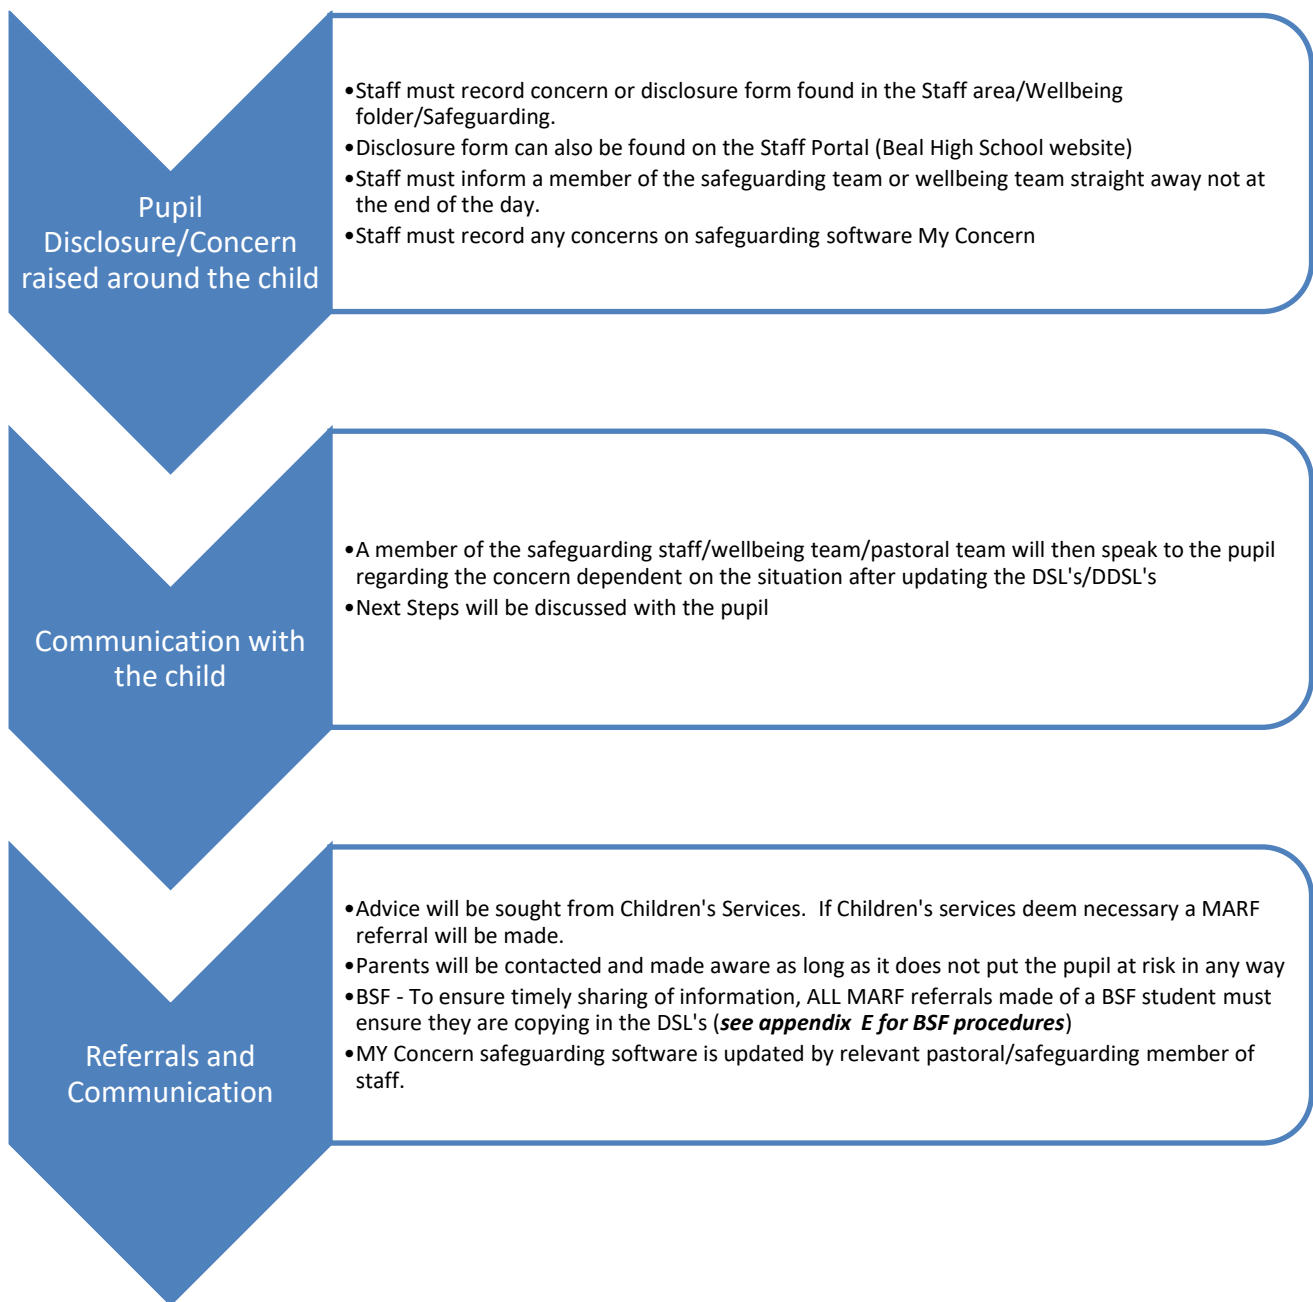 Pupil
Disclosure/Concern
raised around the child
•Staff must record concern or disclosure form found in the Staff area/Wellbeing
folder/Safeguarding.
•Disclosure form can also be found on the Staff Portal (Beal High School website)
•Staff must inform a member of the safeguarding team or wellbeing team straight away not at
the end of the day.
•Staff must record any concerns on safeguarding software My Concern
Communication with
the child
•A member of the safeguarding staff/wellbeing team/pastoral team will then speak to the pupil
regarding the concern dependent on the situation after updating the DSL's/DDSL's
•Next Steps will be discussed with the pupil
Referrals and
Communication
•Advice will be sought from Children's Services.  If Children's services deem necessary a MARF
referral will be made.
•Parents will be contacted and made aware as long as it does not put the pupil at risk in any way
•BSF - To ensure timely sharing of information, ALL MARF referrals made of a BSF student must
ensure they are copying in the DSL's (see appendix  E for BSF procedures)
•MY Concern safeguarding software is updated by relevant pastoral/safeguarding member of
staff.